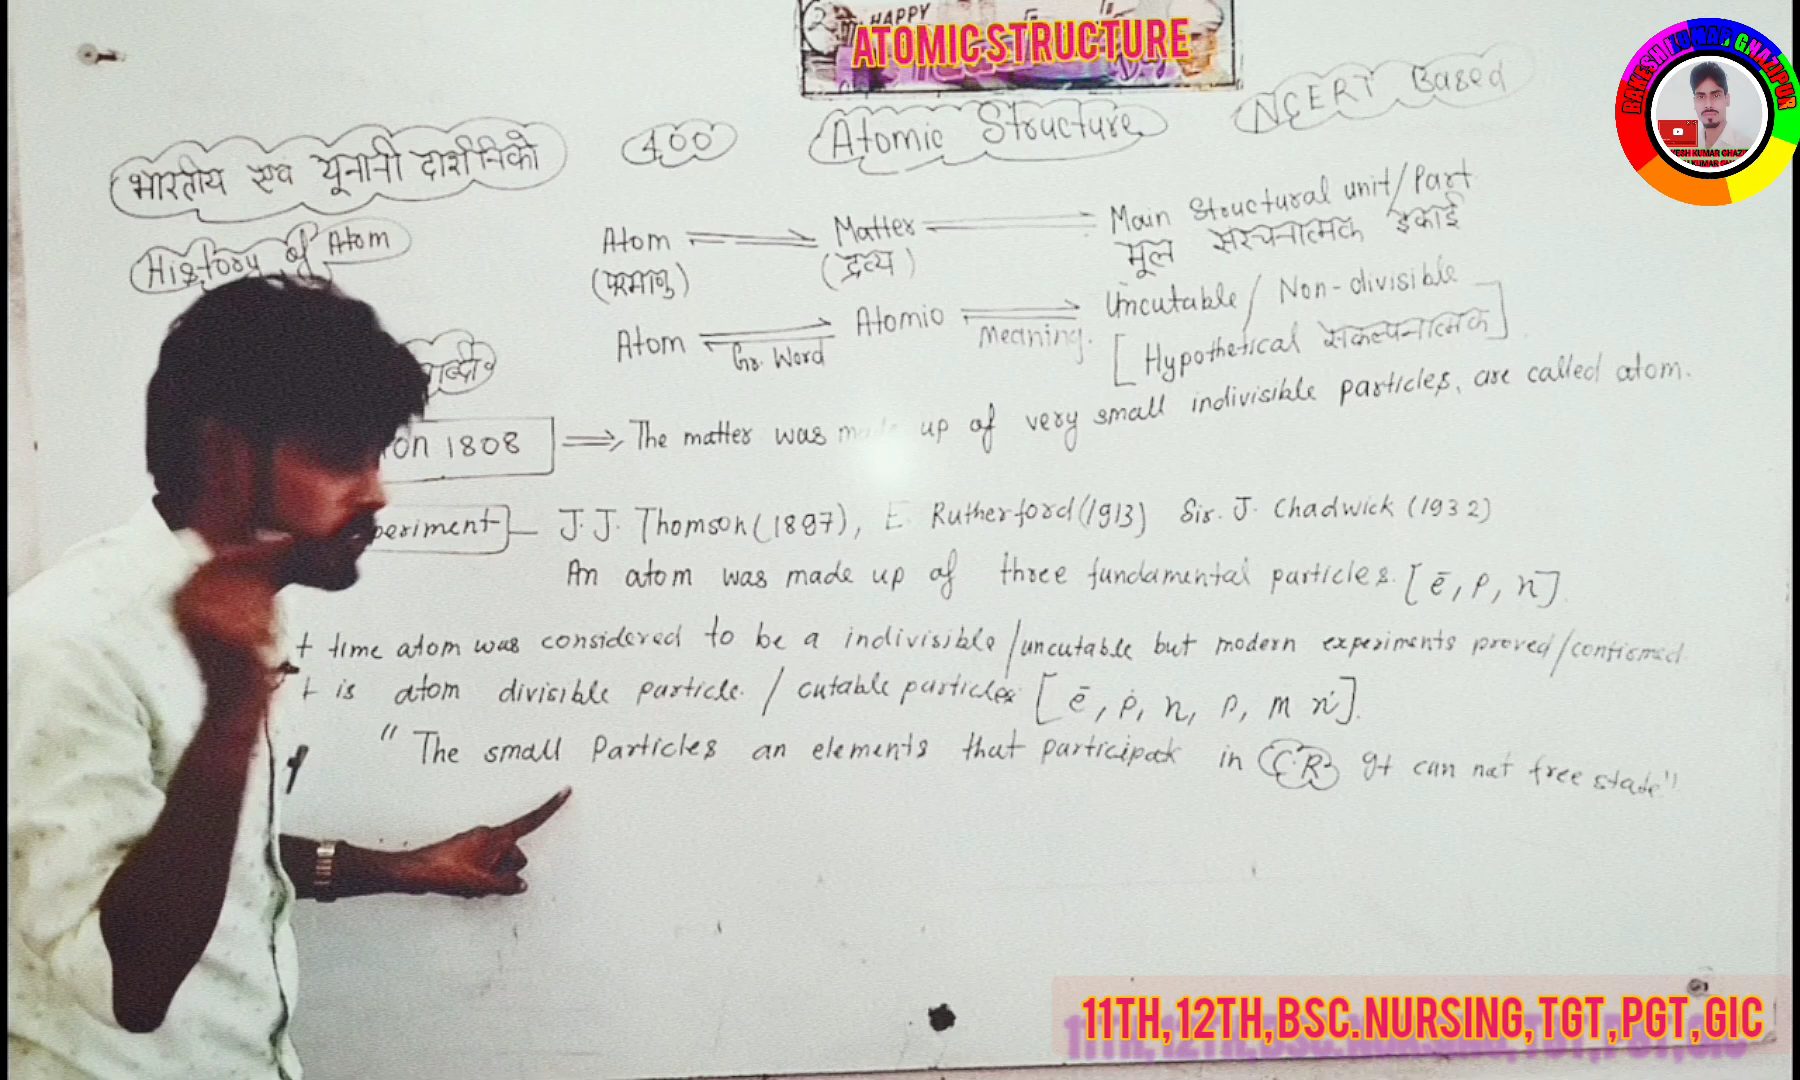 HAPPY
ATOMIC STRUCTURE
RAKESH KUMAR GHAZIPUR
NCERT Based
Atomic Structure
400
भारतीय एव यूनानी दार्शनिको
History of Atom
Atom Matter Main Structural unit/Part
(परमाणु) (द्रव्य) मूल संरचनात्मक इकाई
Atom Gr. Word Atomio Meaning. Uncutable/ Non-divisible
[Hypothetical संकल्पनात्मक]
on 1808 ⇒ The matter was made up of very small indivisible particles, are called atom.
periment J.J. Thomson (1897), E. Rutherford (1913) Sir. J. Chadwick (1932)
An atom was made up of three fundamental particles. [ē, p, n]
t time atom was considered to be a indivisible/uncutable but modern experiments proved/confirmed
t is atom divisible particle. / cutable particles [ē, p, n, p, m n]
"The small Particles an elements that participate in C.R. It can not free state"
11TH,12TH,BSC.NURSING,TGT,PGT,GIC